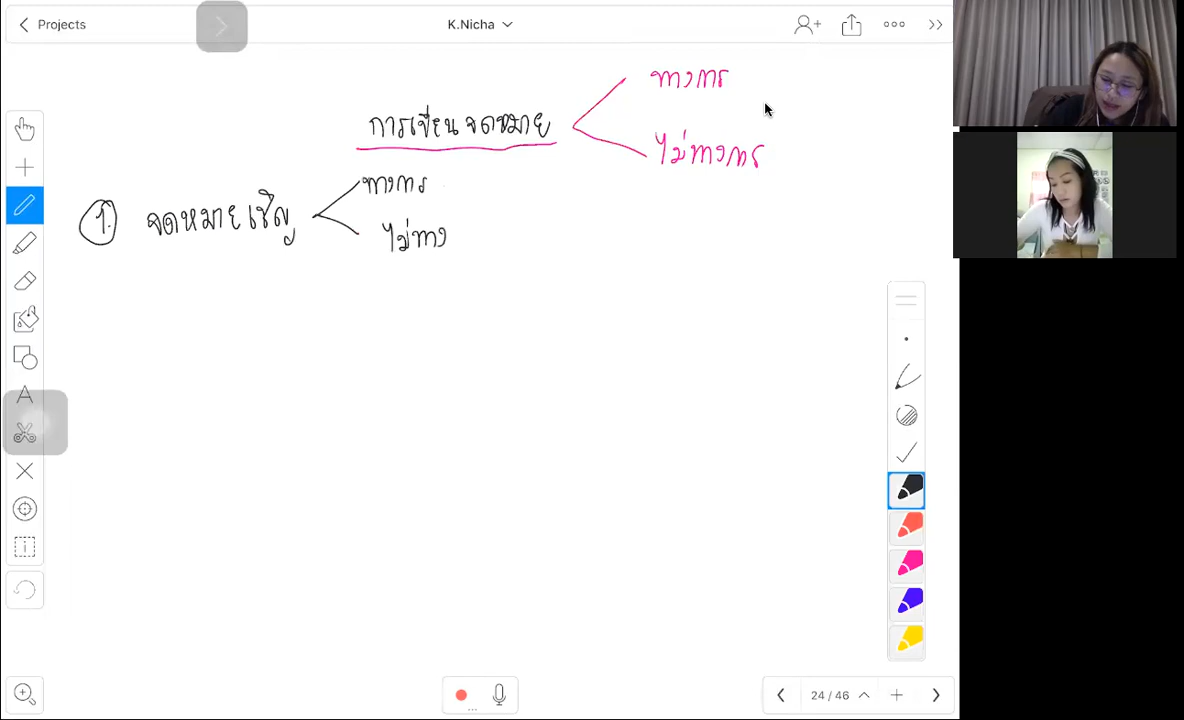 Projects
K.Nicha
ทางการ
การเขียนจดหมาย
ไม่ทางการ
ทางการ
1. จดหมายเชิญ
ไม่ทาง
A
24 / 46